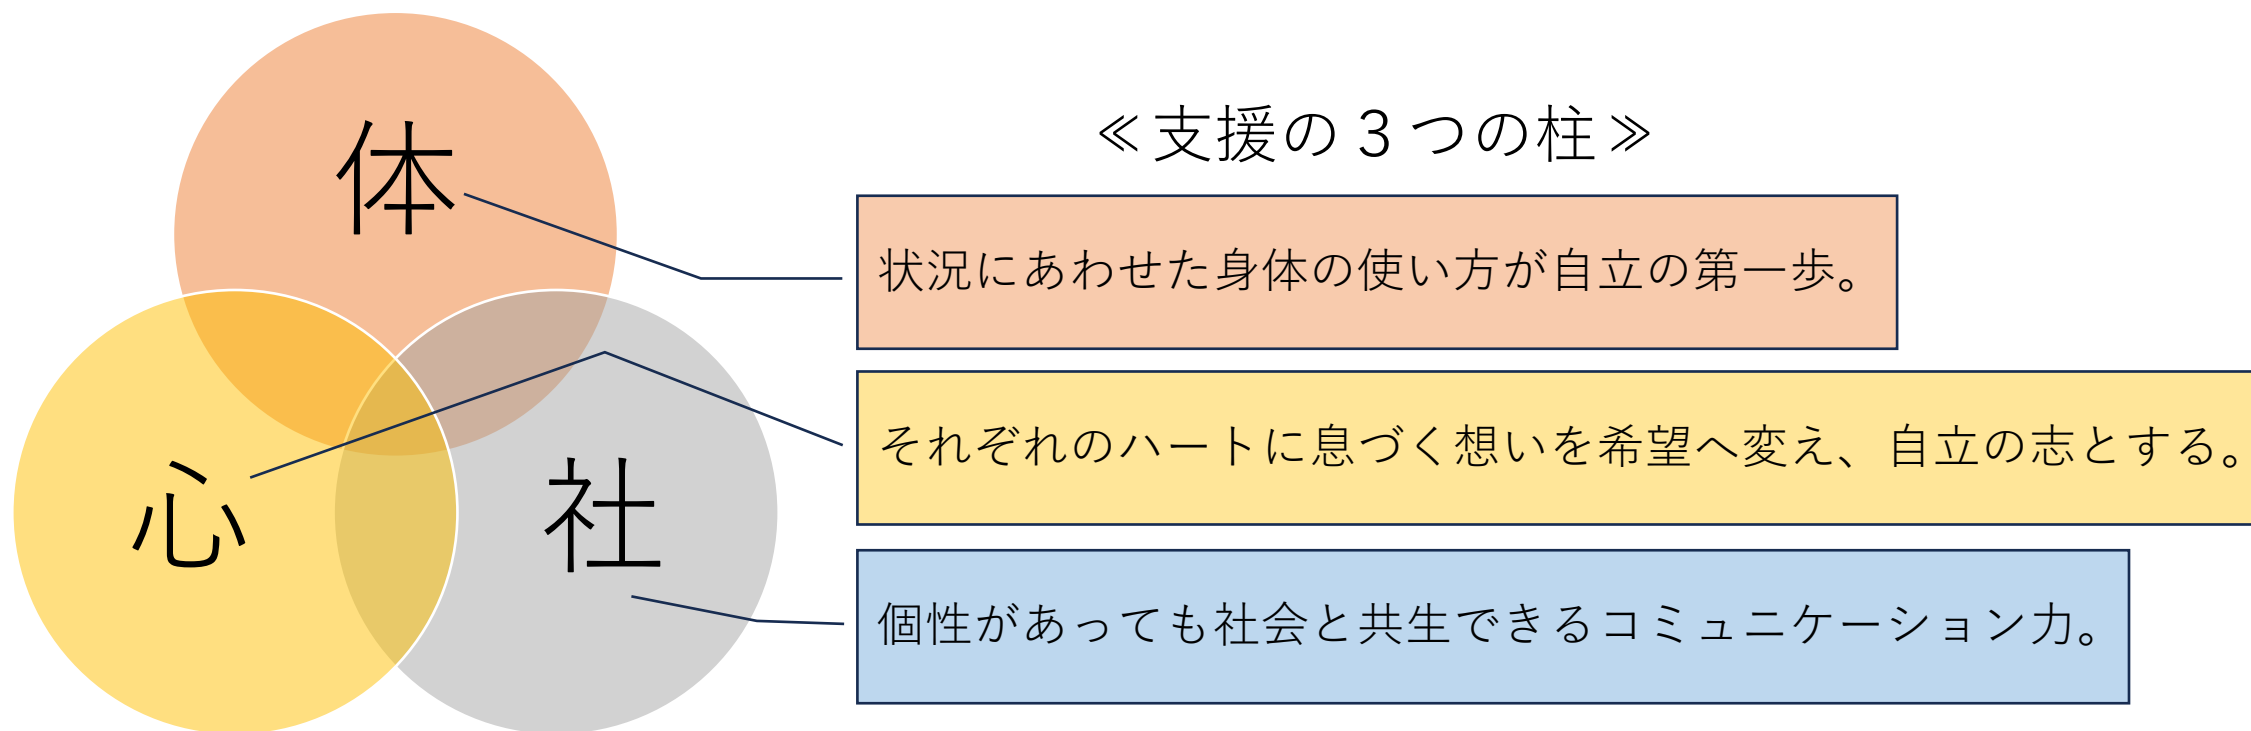 体
心
社
≪支援の３つの柱≫
状況にあわせた身体の使い方が自立の第一歩。
それぞれのハートに息づく想いを希望へ変え、自立の志とする。
個性があっても社会と共生できるコミュニケーション力。